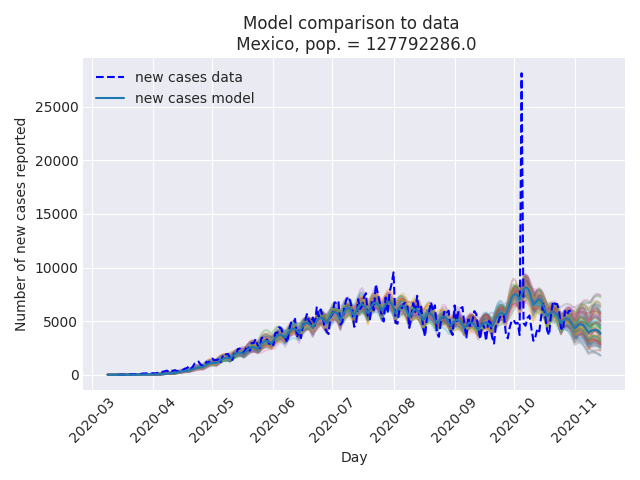 Model comparison to data
Mexico, pop. = 127792286.0
new cases data
new cases model
Number of new cases reported
25000
20000
15000
10000
5000
0
2020-03
2020-04
2020-05
2020-06
2020-07
2020-08
2020-09
2020-10
2020-11
Day